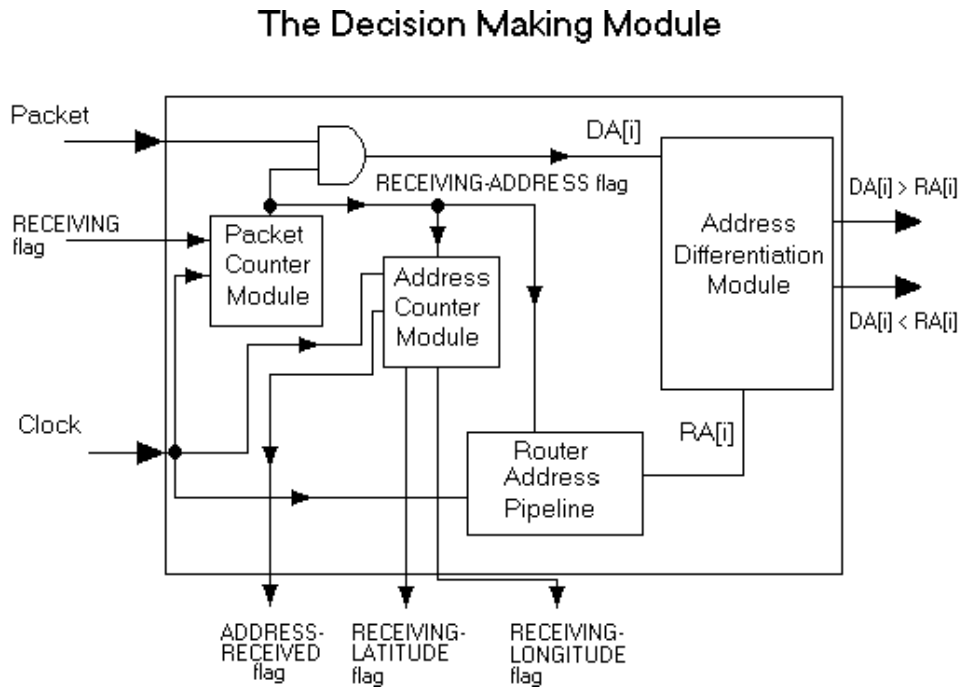 The Decision Making Module
Packet
DA[i]
RECEIVING-ADDRESS flag
DA[i] > RA[i]
RECEIVING
flag
Packet
Counter
Module
Address
Counter
Module
Address
Differentiation
Module
DA[i] < RA[i]
Clock
RA[i]
Router
Address
Pipeline
ADDRESS-
RECEIVED
flag
RECEIVING-
LATITUDE
flag
RECEIVING-
LONGITUDE
flag